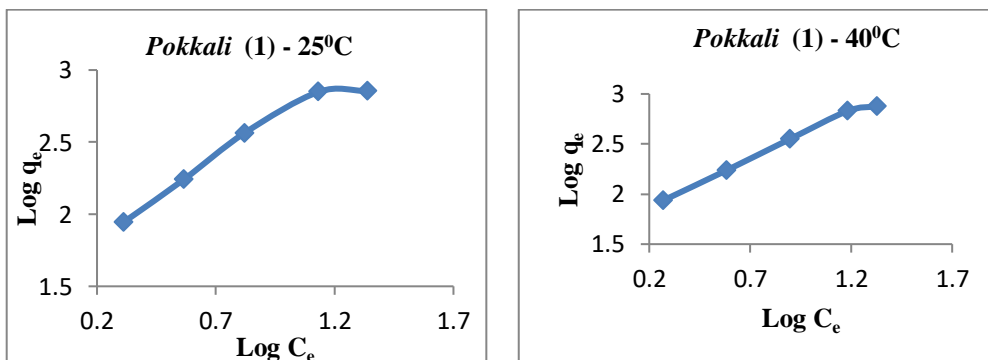 Pokkali (1) - 25⁰C
3
2.5
2
1.5
Log qₑ
0.2 0.7 1.2 1.7
Log Cₑ
Pokkali (1) - 40⁰C
3
2.5
2
1.5
Log qₑ
0.2 0.7 1.2 1.7
Log Cₑ